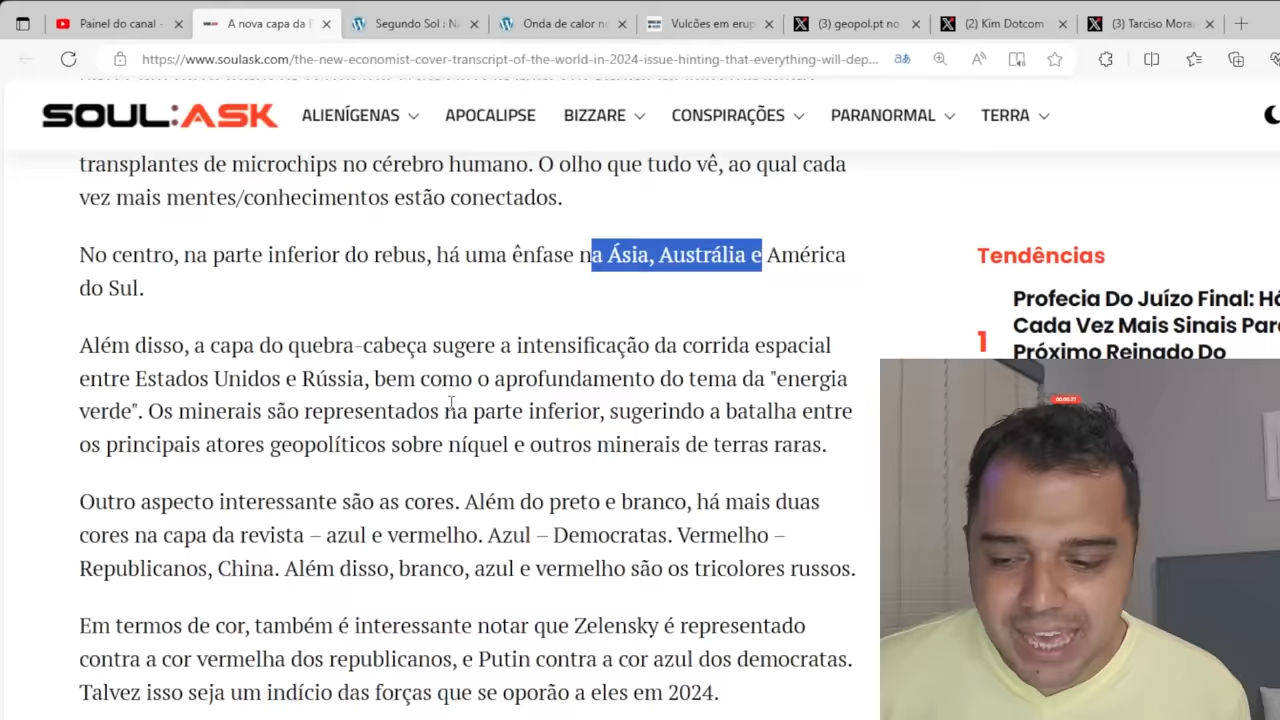 Painel do canal -
A nova capa da E
Segundo Sol : N
Onda de calor no
Vulcões em erup
(3) geopol.pt no
(2) Kim Dotcom
(3) Tarciso Mora
https://www.soulask.com/the-new-economist-cover-transcript-of-the-world-in-2024-issue-hinting-that-everything-will-dep...
SOUL:ASK
ALIENÍGENAS
APOCALIPSE
BIZZARE
CONSPIRAÇÕES
PARANORMAL
TERRA
transplantes de microchips no cérebro humano. O olho que tudo vê, ao qual cada
vez mais mentes/conhecimentos estão conectados.
No centro, na parte inferior do rebus, há uma ênfase na Ásia, Austrália e América
do Sul.
Além disso, a capa do quebra-cabeça sugere a intensificação da corrida espacial
entre Estados Unidos e Rússia, bem como o aprofundamento do tema da "energia
verde". Os minerais são representados na parte inferior, sugerindo a batalha entre
os principais atores geopolíticos sobre níquel e outros minerais de terras raras.
Outro aspecto interessante são as cores. Além do preto e branco, há mais duas
cores na capa da revista – azul e vermelho. Azul – Democratas. Vermelho –
Republicanos, China. Além disso, branco, azul e vermelho são os tricolores russos.
Em termos de cor, também é interessante notar que Zelensky é representado
contra a cor vermelha dos republicanos, e Putin contra a cor azul dos democratas.
Talvez isso seja um indício das forças que se oporão a eles em 2024.
Tendências
1
Profecia Do Juízo Final: Há
Cada Vez Mais Sinais Para
Próximo Reinado Do